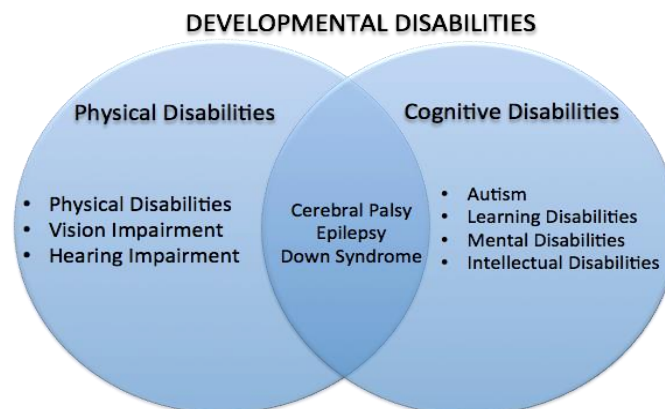 DEVELOPMENTAL DISABILITIES
Physical Disabilities
• Physical Disabilities
• Vision Impairment
• Hearing Impairment
Cerebral Palsy
Epilepsy
Down Syndrome
Cognitive Disabilities
• Autism
• Learning Disabilities
• Mental Disabilities
• Intellectual Disabilities